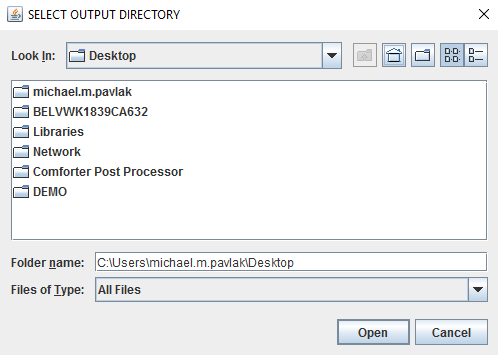 SELECT OUTPUT DIRECTORY
Look In: Desktop
michael.m.pavlak
BELVWK1839CA632
Libraries
Network
Comforter Post Processor
DEMO
Folder name: C:\Users\michael.m.pavlak\Desktop
Files of Type: All Files
Open Cancel